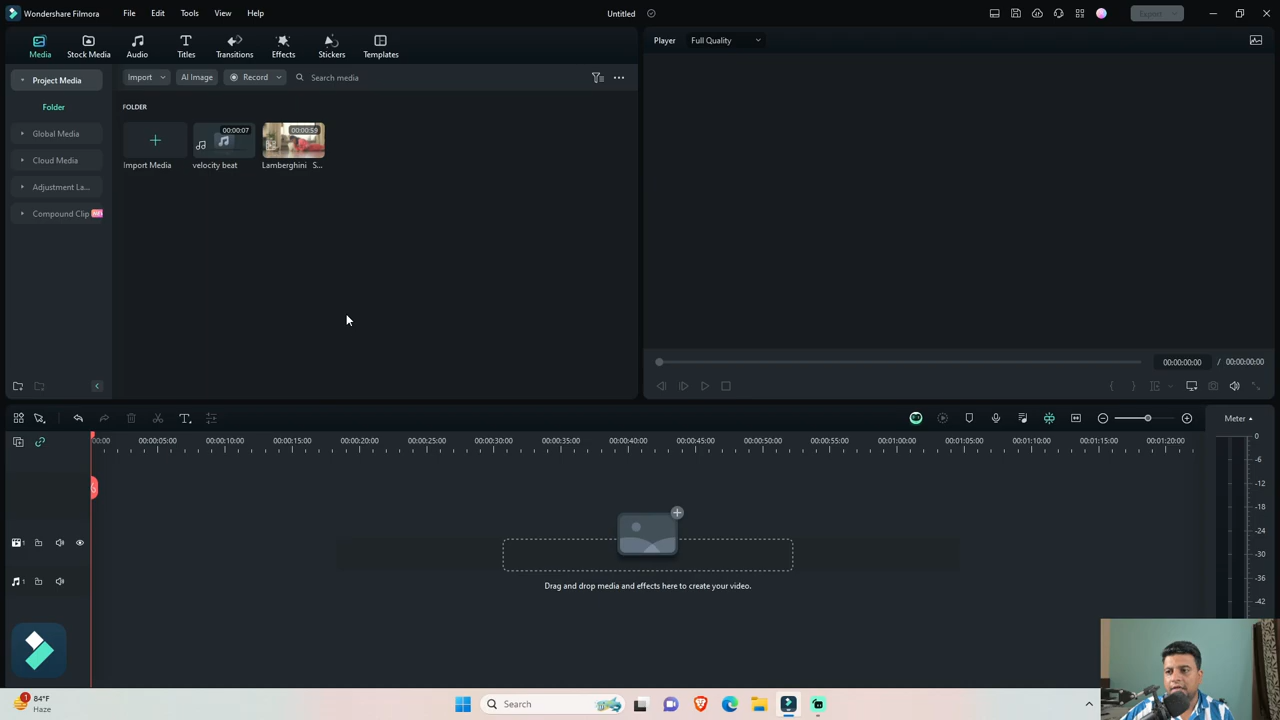 Wondershare Filmora
File Edit Tools View Help
Untitled
Export
Media Stock Media Audio Titles Transitions Effects Stickers Templates
Player Full Quality
Project Media
Import AI Image Record Search media
Folder
FOLDER
Global Media
Cloud Media
Adjustment La...
Compound Clip
00:00:07
00:00:59
Import Media velocity beat Lamberghini S...
00:00:00:00 / 00:00:00:00
Meter
00:00 00:00:05:00 00:00:10:00 00:00:15:00 00:00:20:00 00:00:25:00 00:00:30:00 00:00:35:00 00:00:40:00 00:00:45:00 00:00:50:00 00:00:55:00 00:01:00:00 00:01:05:00 00:01:10:00 00:01:15:00 00:01:20:00
0
-6
-12
-18
-24
-30
-36
-42
1
1
Drag and drop media and effects here to create your video.
1
84°F
Haze
Search